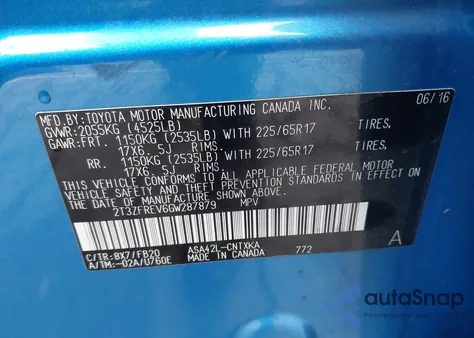 MFD.BY:TOYOTA MOTOR MANUFACTURING CANADA INC. 06/16
GVWR:2055KG (4525LB)
GAWR:FRT. 1150KG (2535LB) WITH 225/65R17 TIRES,
17X6.5J RIMS,
RR. 1150KG (2535LB) WITH 225/65R17 TIRES,
17X6.5J RIMS,
THIS VEHICLE CONFORMS TO ALL APPLICABLE FEDERAL MOTOR
VEHICLE SAFETY AND THEFT PREVENTION STANDARDS IN EFFECT ON
THE DATE OF MANUFACTURE SHOWN ABOVE.
2T3ZFREV6GW287879 MPV
C/TR:8X7/FB20 ASA42L-CNTXKA 772 A
A/TM:-02A/U760E MADE IN CANADA
autoSnap